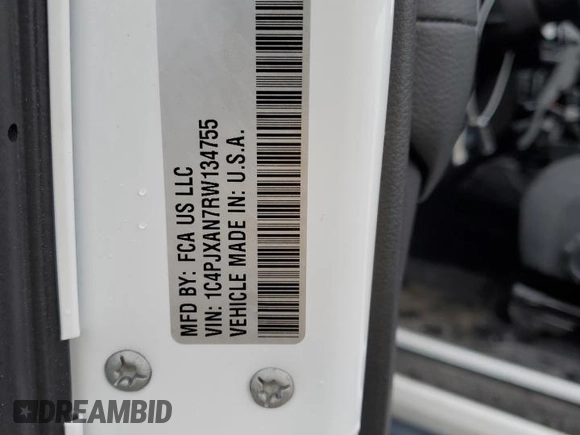 MFD BY: FCA US LLC
VIN: 1C4PJXAN7RW134755
VEHICLE MADE IN: U.S.A.
DREAMBID